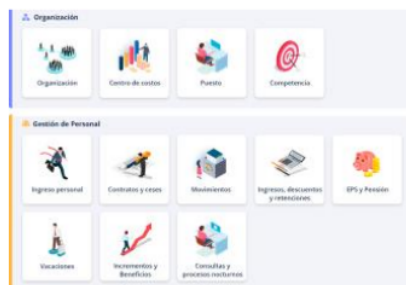 Organización
Organización
Centro de costos
Puesto
Competencia
Gestión de Personal
Ingreso personal
Contratos y ceses
Movimientos
Ingresos, descuentos
y retenciones
EPS y Pensión
Vacaciones
Incrementos y
Beneficios
Consultas y
procesos nocturnos